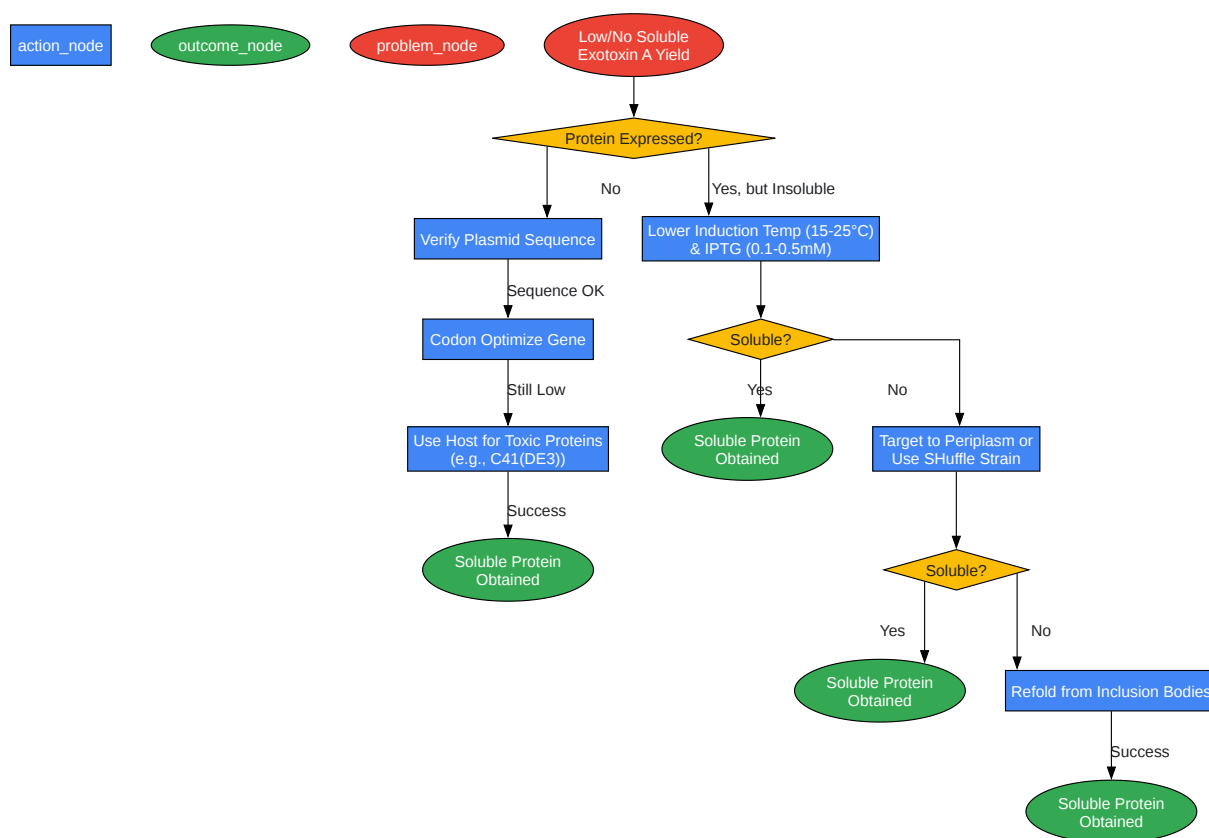 action_node
outcome_node
problem_node
Low/No Soluble
Exotoxin A Yield
Protein Expressed?
No
Yes, but Insoluble
Verify Plasmid Sequence
Lower Induction Temp (15-25°C)
& IPTG (0.1-0.5mM)
Sequence OK
Codon Optimize Gene
Soluble?
Still Low
Yes
No
Use Host for Toxic Proteins
(e.g., C41(DE3))
Soluble Protein
Obtained
Target to Periplasm or
Use SHuffle Strain
Success
Soluble Protein
Obtained
Soluble?
Yes
No
Soluble Protein
Obtained
Refold from Inclusion Bodies
Success
Soluble Protein
Obtained